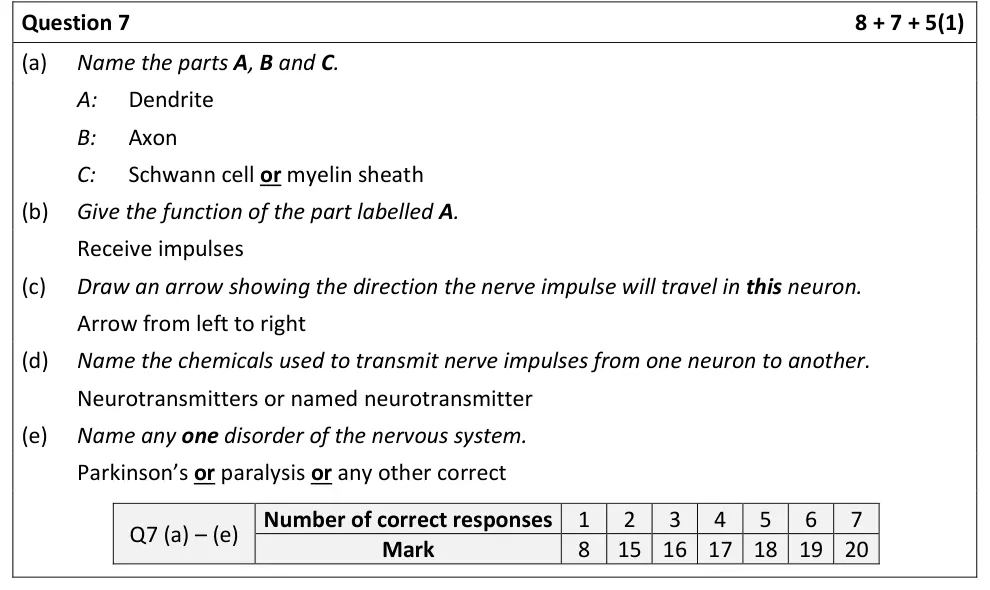 Question 7 8 + 7 + 5(1)
(a) Name the parts A, B and C.
A: Dendrite
B: Axon
C: Schwann cell or myelin sheath
(b) Give the function of the part labelled A.
Receive impulses
(c) Draw an arrow showing the direction the nerve impulse will travel in this neuron.
Arrow from left to right
(d) Name the chemicals used to transmit nerve impulses from one neuron to another.
Neurotransmitters or named neurotransmitter
(e) Name any one disorder of the nervous system.
Parkinson’s or paralysis or any other correct
Q7 (a) – (e)
Number of correct responses 1 2 3 4 5 6 7
Mark 8 15 16 17 18 19 20